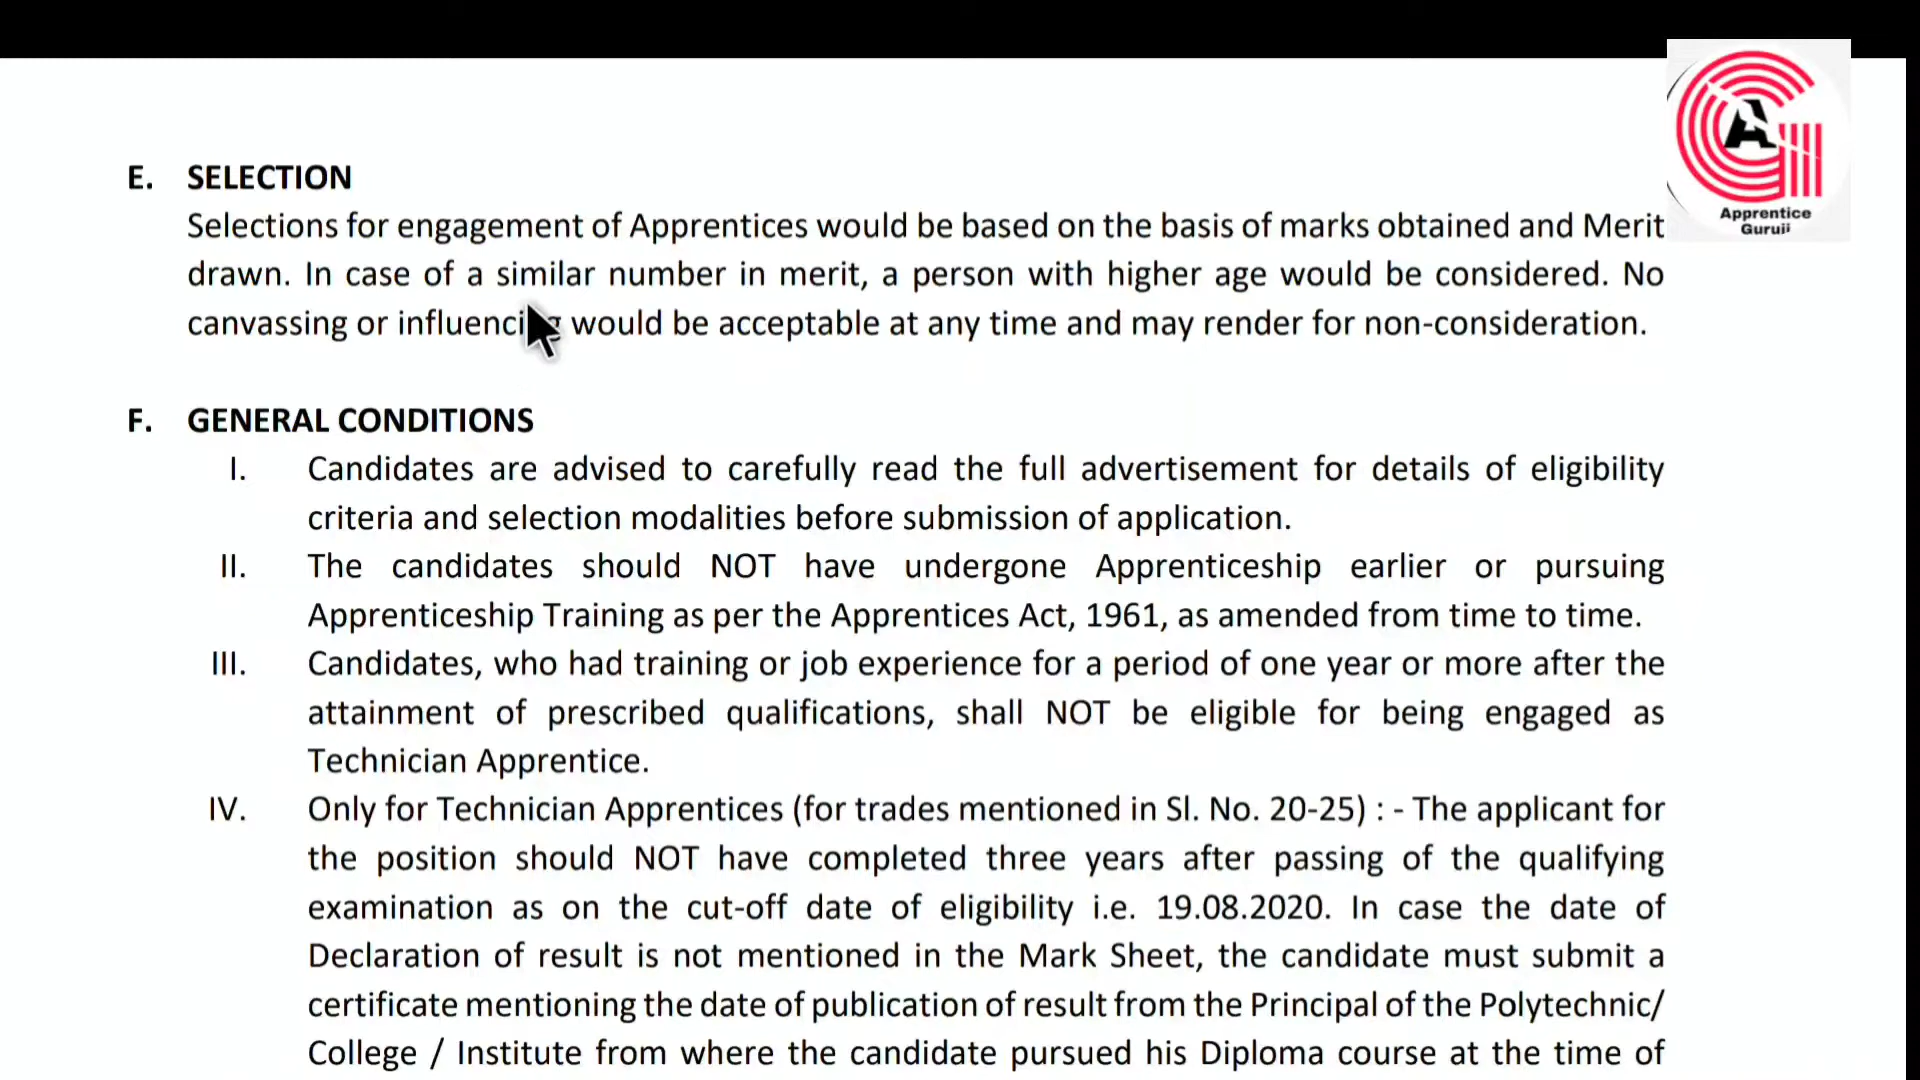 E. SELECTION
Selections for engagement of Apprentices would be based on the basis of marks obtained and Merit
drawn. In case of a similar number in merit, a person with higher age would be considered. No
canvassing or influencing would be acceptable at any time and may render for non-consideration.
F. GENERAL CONDITIONS
I. Candidates are advised to carefully read the full advertisement for details of eligibility
criteria and selection modalities before submission of application.
II. The candidates should NOT have undergone Apprenticeship earlier or pursuing
Apprenticeship Training as per the Apprentices Act, 1961, as amended from time to time.
III. Candidates, who had training or job experience for a period of one year or more after the
attainment of prescribed qualifications, shall NOT be eligible for being engaged as
Technician Apprentice.
IV. Only for Technician Apprentices (for trades mentioned in Sl. No. 20-25) : - The applicant for
the position should NOT have completed three years after passing of the qualifying
examination as on the cut-off date of eligibility i.e. 19.08.2020. In case the date of
Declaration of result is not mentioned in the Mark Sheet, the candidate must submit a
certificate mentioning the date of publication of result from the Principal of the Polytechnic/
College / Institute from where the candidate pursued his Diploma course at the time of
A
Apprentice
Guruji